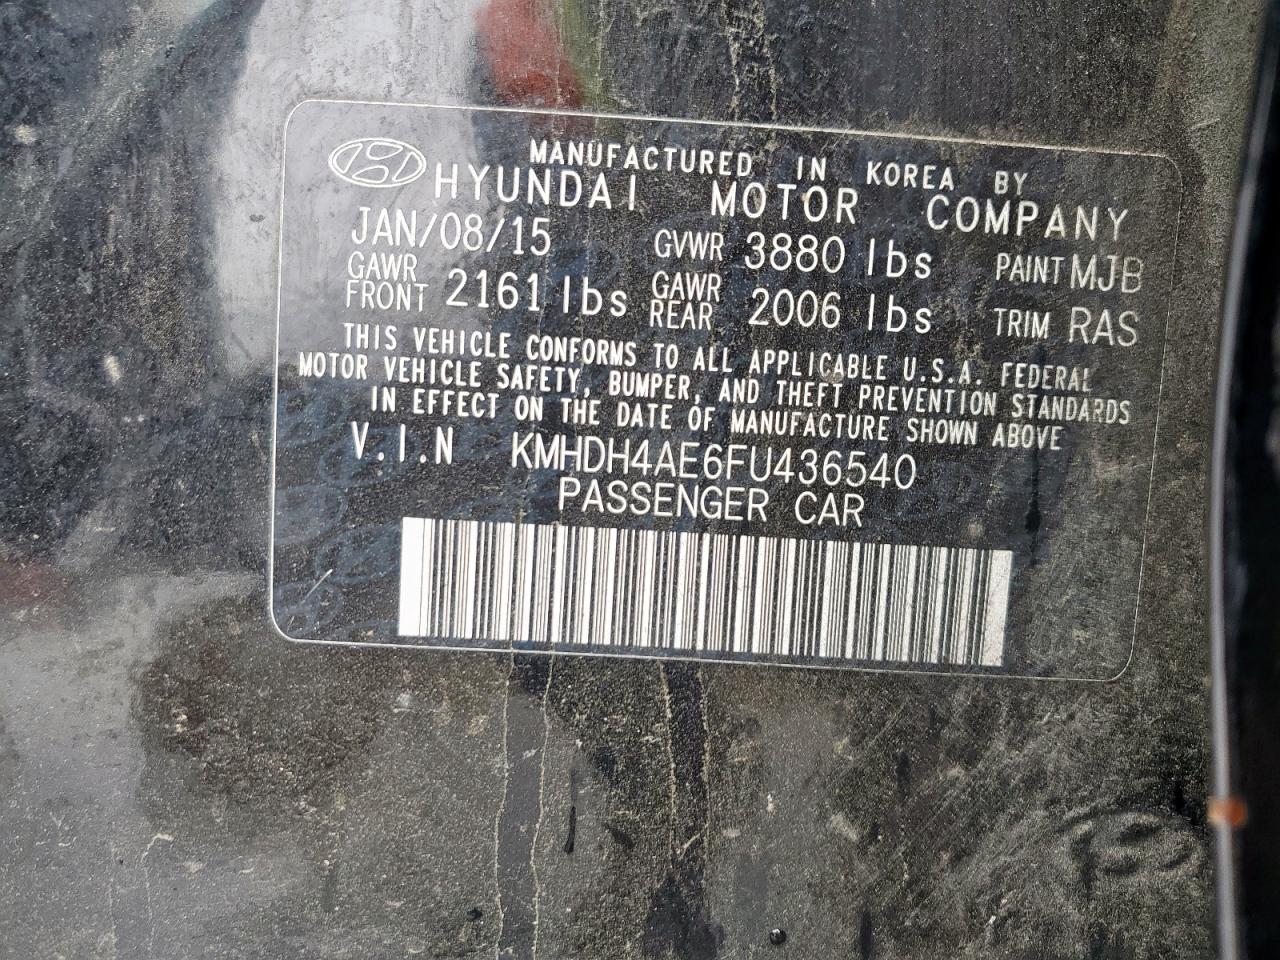 MANUFACTURED IN KOREA BY
HYUNDAI MOTOR COMPANY
JAN/08/15 GVWR 3880 lbs PAINT MJB
GAWR FRONT 2161 lbs GAWR REAR 2006 lbs TRIM RAS
THIS VEHICLE CONFORMS TO ALL APPLICABLE U.S.A. FEDERAL
MOTOR VEHICLE SAFETY, BUMPER, AND THEFT PREVENTION STANDARDS
IN EFFECT ON THE DATE OF MANUFACTURE SHOWN ABOVE
V.I.N KMHDH4AE6FU436540
PASSENGER CAR